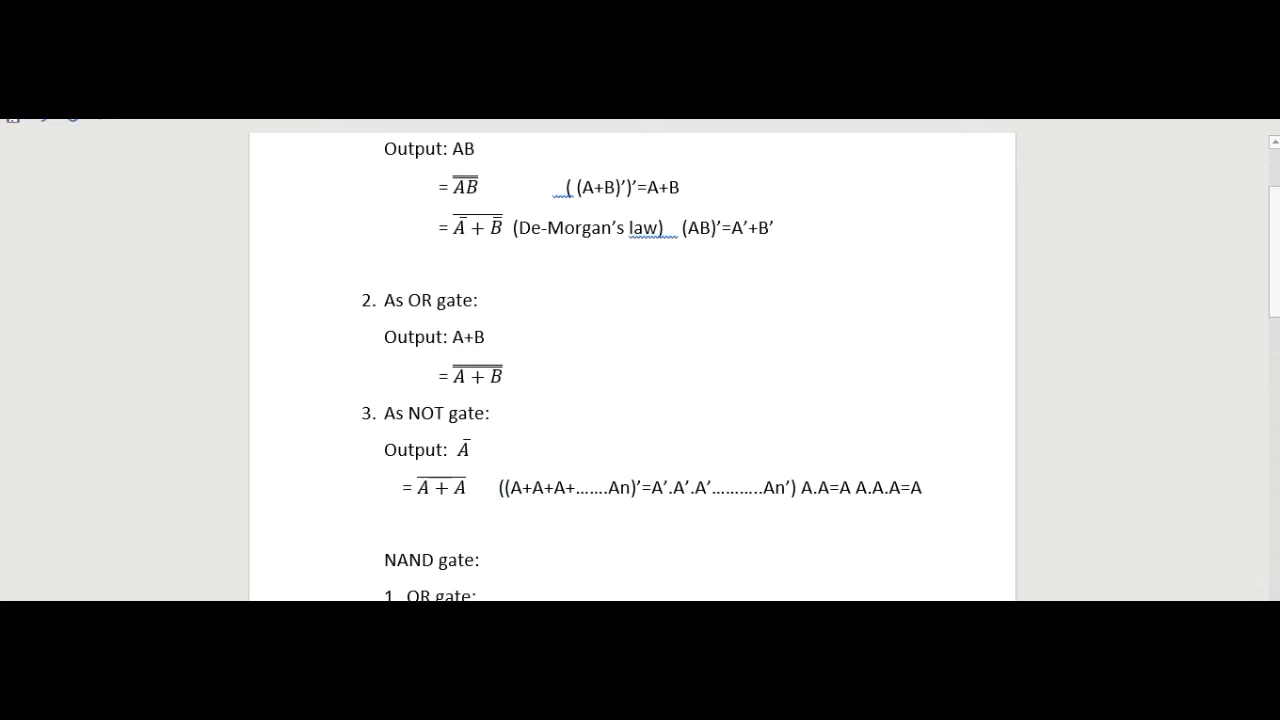 Output: AB
= A̿B̿ ( (A+B)’)’=A+B
= A̅̅ ̅+̅ ̅B̅̅ (De-Morgan’s law) (AB)’=A’+B’
2. As OR gate:
Output: A+B
= A̿ ̿+̿ ̿B̿
3. As NOT gate:
Output: A̅
= A̅ ̅+̅ ̅A̅ ((A+A+A+…….An)’=A’.A’.A’………..An’) A.A=A A.A.A=A
NAND gate:
1. OR gate: